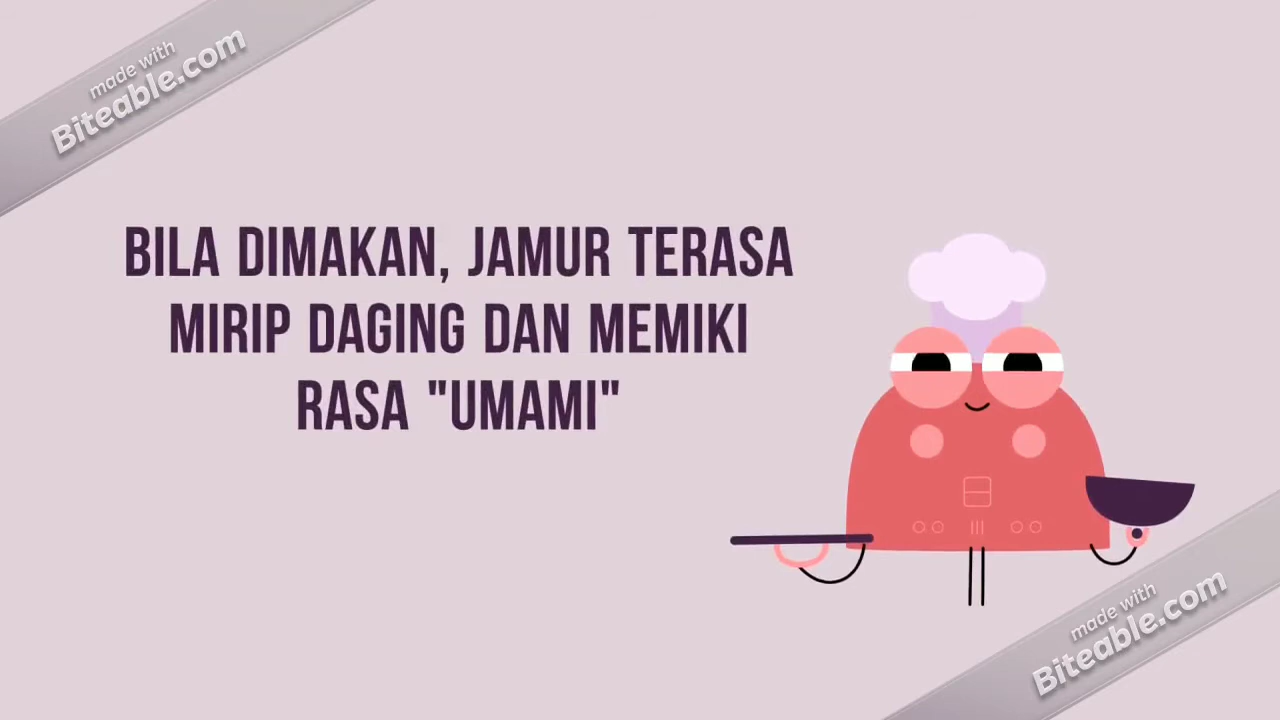 made with
Biteable.com
BILA DIMAKAN, JAMUR TERASA
MIRIP DAGING DAN MEMIKI
RASA "UMAMI"
made with
Biteable.com